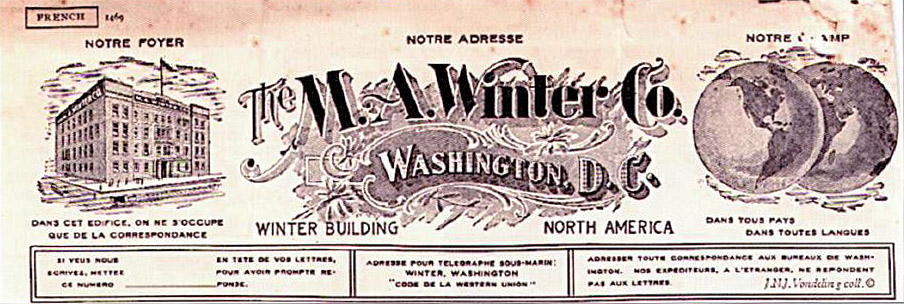 FRENCH 1469
NOTRE FOYER
NOTRE ADRESSE
NOTRE
The M. A. Winter Co.
WASHINGTON, D. C.
WINTER BUILDING
NORTH AMERICA
DANS CET EDIFICE, ON NE S'OCCUPE
QUE DE LA CORRESPONDANCE
DANS TOUS PAYS
DANS TOUTES LANGUES
SI VEUS NOUS
ECRIVEZ, METTEZ
CE NUMERO
EN TETE DE VOS LETTRES,
POUR AVOIR PROMPTE RE-
PONSE.
ADRESSE POUR TELEGRAPHE SOUS-MARIN:
WINTER, WASHINGTON
"CODE DE LA WESTERN UNION"
ADRESSER TOUTE CORRESPONDANCE AUX BUREAUX DE WASH-
INGTON. NOS EXPEDITEURS, A L'ETRANGER, NE REPONDENT
PAS AUX LETTRES.
J.N.J. Vondeling coll. ©